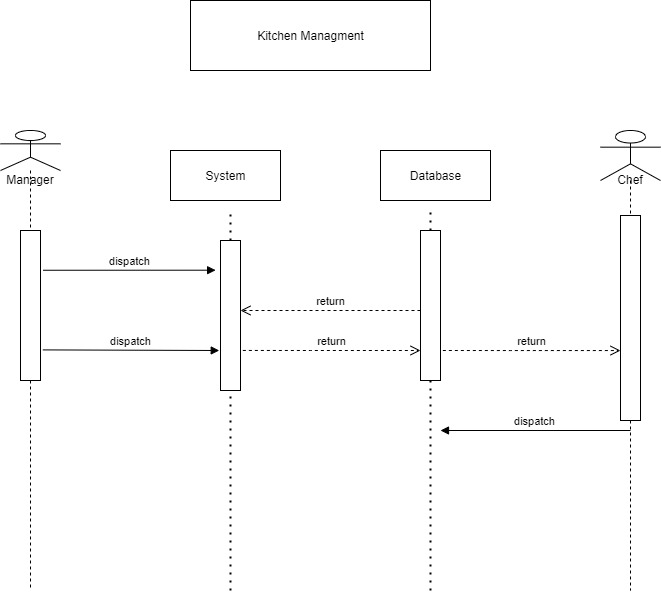 Kitchen Managment
Manager
System
Database
Chef
dispatch
return
dispatch
return
return
dispatch